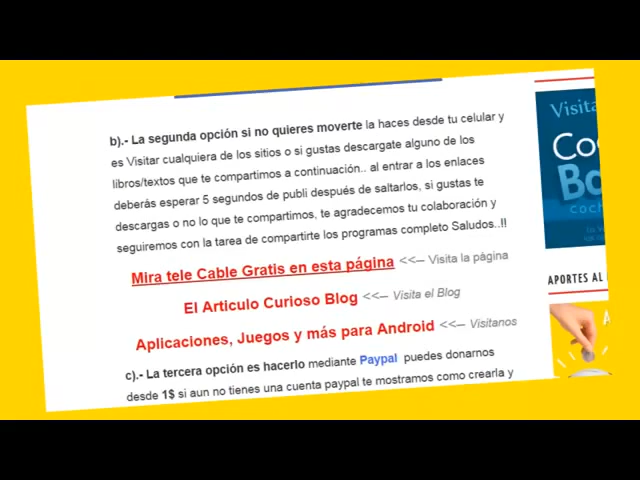 b).- La segunda opción si no quieres moverte la haces desde tu celular y
es Visitar cualquiera de los sitios o si gustas descargate alguno de los
libros/textos que te compartimos a continuación.. al entrar a los enlaces
deberás esperar 5 segundos de publi después de saltarlos, si gustas te
descargas o no lo que te compartimos, te agradecemos tu colaboración y
seguiremos con la tarea de compartirte los programas completo Saludos..!!
Mira tele Cable Gratis en esta página <<-- Visita la página
El Articulo Curioso Blog <<-- Visita el Blog
Aplicaciones, Juegos y más para Android <<-- Visitanos
c).- La tercera opción es hacerlo mediante Paypal puedes donarnos
desde 1$ si aun no tienes una cuenta paypal te mostramos como crearla y
Visita
APORTES AL